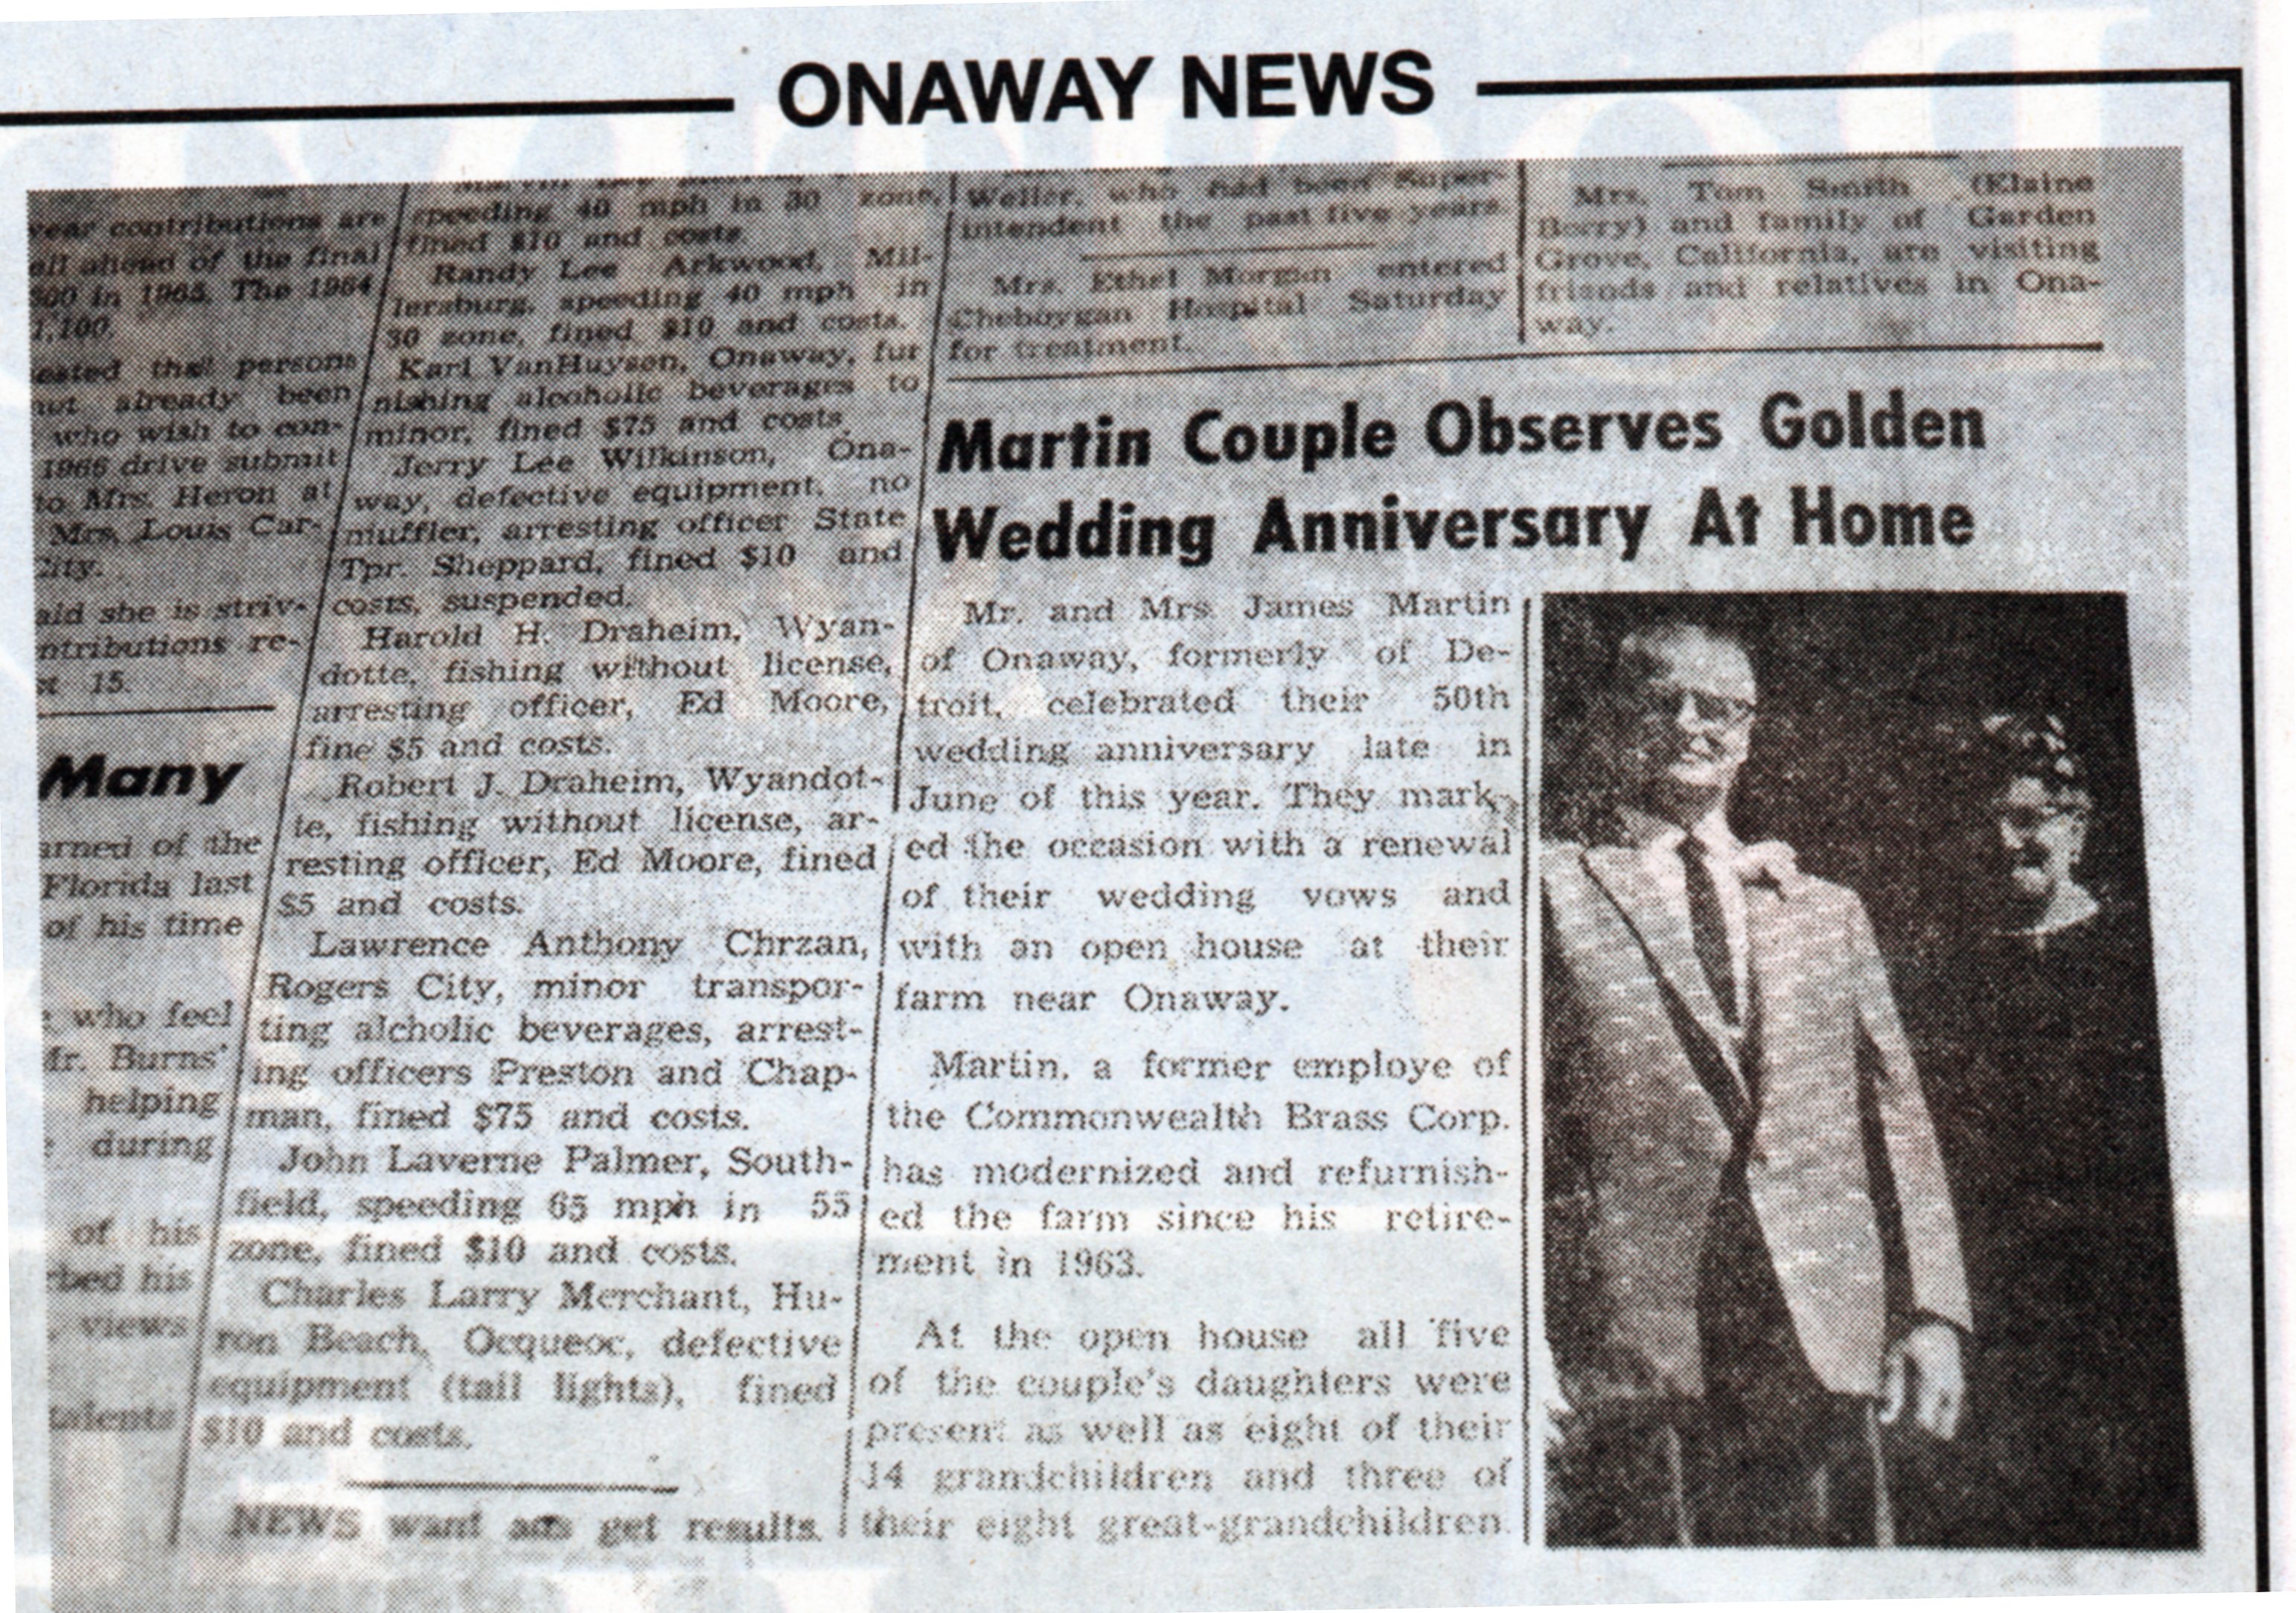 ONAWAY NEWS
year contributions are
ahead of the final
in 1965. The 1964
1,100.
that persons
already been
who wish to con-
1966 drive submit
to Mrs. Heron at
Mrs. Louis Car-
City.
she is striv-
ntributions re-
15.
Many
arned of the
Florida last
of his time
who feel
Mr. Burns'
helping
during
of his
rbed his
views
talents
speeding 40 mph in 30 zone,
fined $10 and costs.
Randy Lee Arkwood, Mil-
lersburg, speeding 40 mph in
30 zone, fined $10 and costs.
Karl VanHuysen, Onaway, fur
nishing alcoholic beverages to
minor, fined $75 and costs.
Jerry Lee Wilkinson, Ona-
way, defective equipment, no
muffler, arresting officer State
Tpr. Sheppard, fined $10 and
costs, suspended.
Harold H. Draheim, Wyan-
dotte, fishing without license,
arresting officer, Ed Moore,
fine $5 and costs.
Robert J. Draheim, Wyandot-
te, fishing without license, ar-
resting officer, Ed Moore, fined
$5 and costs.
Lawrence Anthony Chrzan,
Rogers City, minor transpor-
ting alcholic beverages, arrest-
ing officers Preston and Chap-
man, fined $75 and costs.
John Laverne Palmer, South-
field, speeding 65 mph in 55
zone, fined $10 and costs.
Charles Larry Merchant, Hu-
ron Beach, Ocqueoc, defective
equipment (tail lights), fined
$10 and costs.
NEWS want ads get results.
Weller, who had been super-
intendent the past five years.
Mrs. Ethel Morgan entered
Cheboygan Hospital Saturday
for treatment.
Mrs. Tom Smith (Elaine
Berry) and family of Garden
Grove, California, are visiting
friends and relatives in Ona-
way.
Martin Couple Observes Golden
Wedding Anniversary At Home
Mr. and Mrs. James Martin
of Onaway, formerly of De-
troit, celebrated their 50th
wedding anniversary late in
June of this year. They mark-
ed the occasion with a renewal
of their wedding vows and
with an open house at their
farm near Onaway.
Martin, a former employe of
the Commonwealth Brass Corp.
has modernized and refurnish-
ed the farm since his retire-
ment in 1963.
At the open house all five
of the couple's daughters were
present as well as eight of their
14 grandchildren and three of
their eight great-grandchildren.